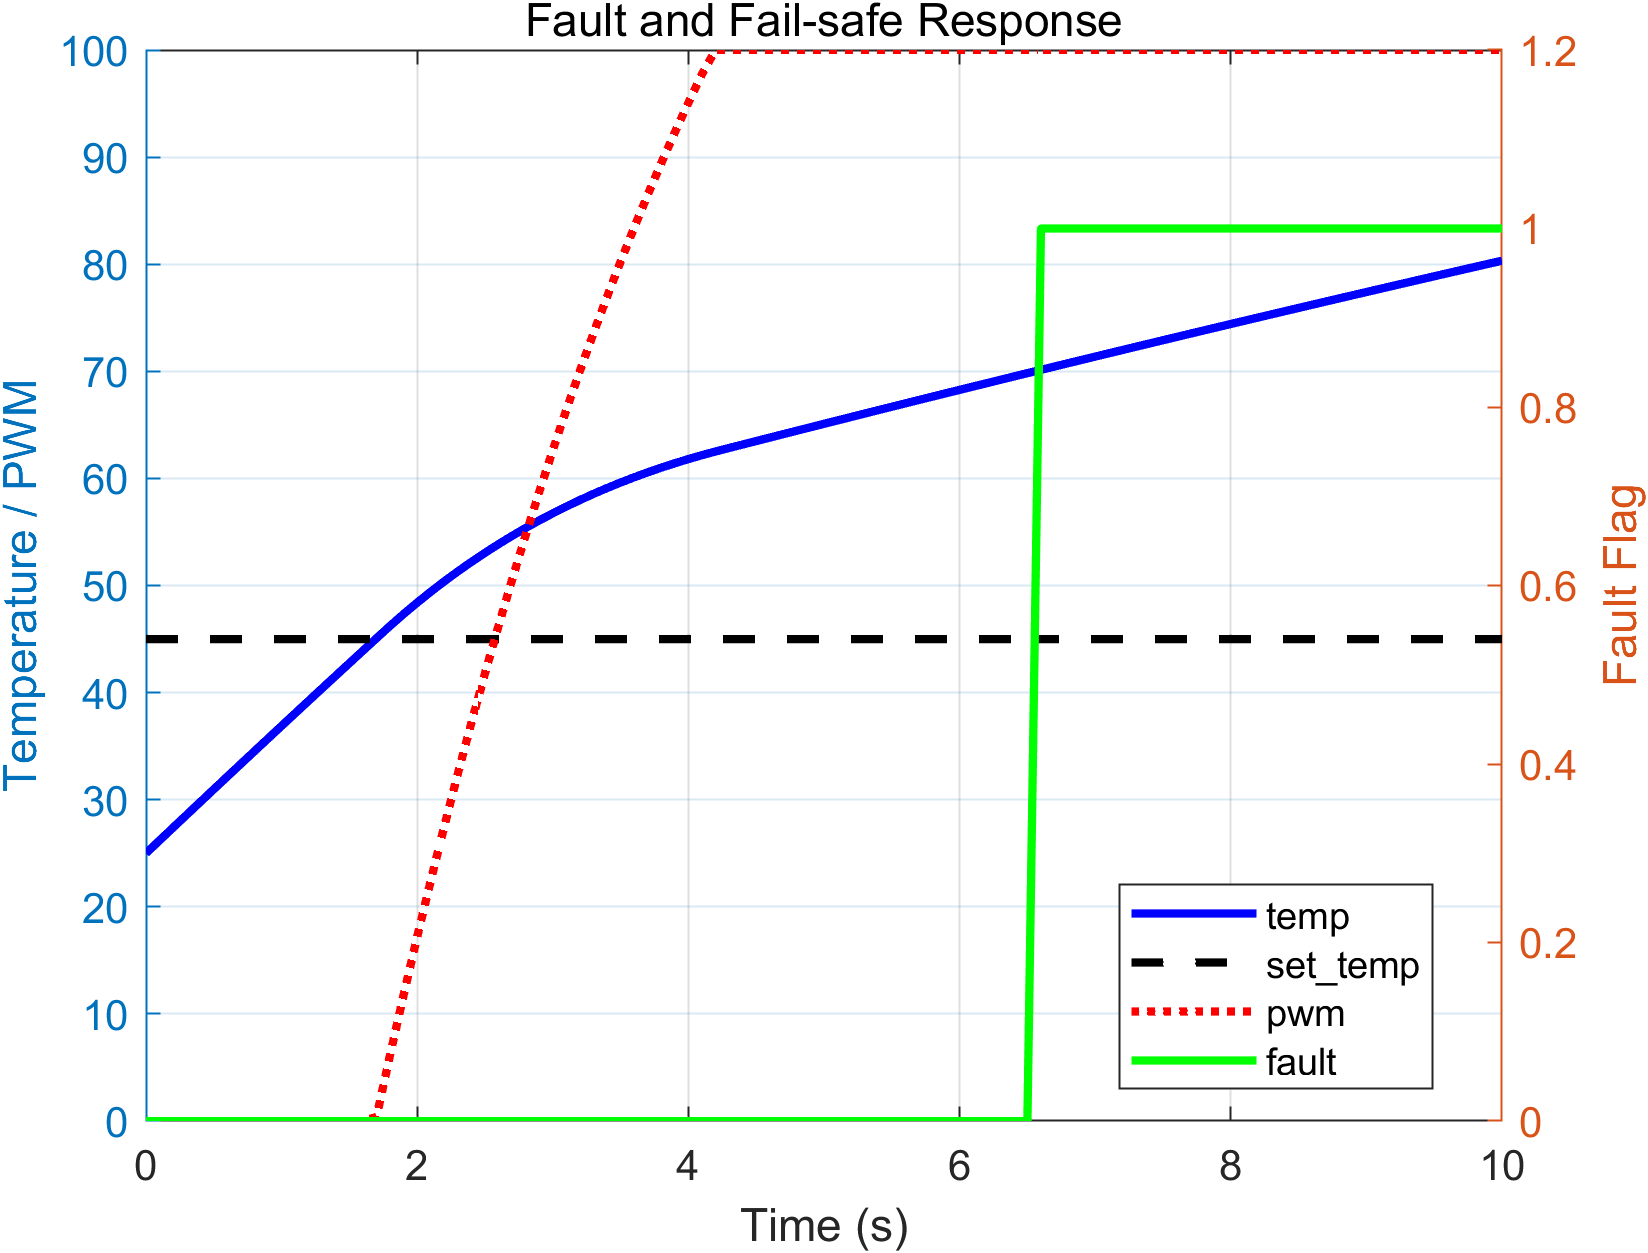 Fault and Fail-safe Response
100
90
80
70
60
50
40
30
20
10
0
Temperature / PWM
1.2
1
0.8
0.6
0.4
0.2
0
Fault Flag
temp
set_temp
pwm
fault
0 2 4 6 8 10
Time (s)